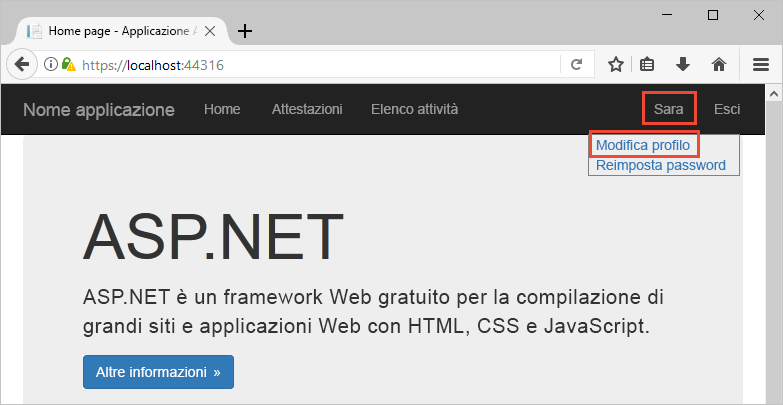 Home page - Applicazione A
https://localhost:44316
Nome applicazione Home Attestazioni Elenco attività Sara Esci
Modifica profilo
Reimposta password
ASP.NET
ASP.NET è un framework Web gratuito per la compilazione di
grandi siti e applicazioni Web con HTML, CSS e JavaScript.
Altre informazioni »